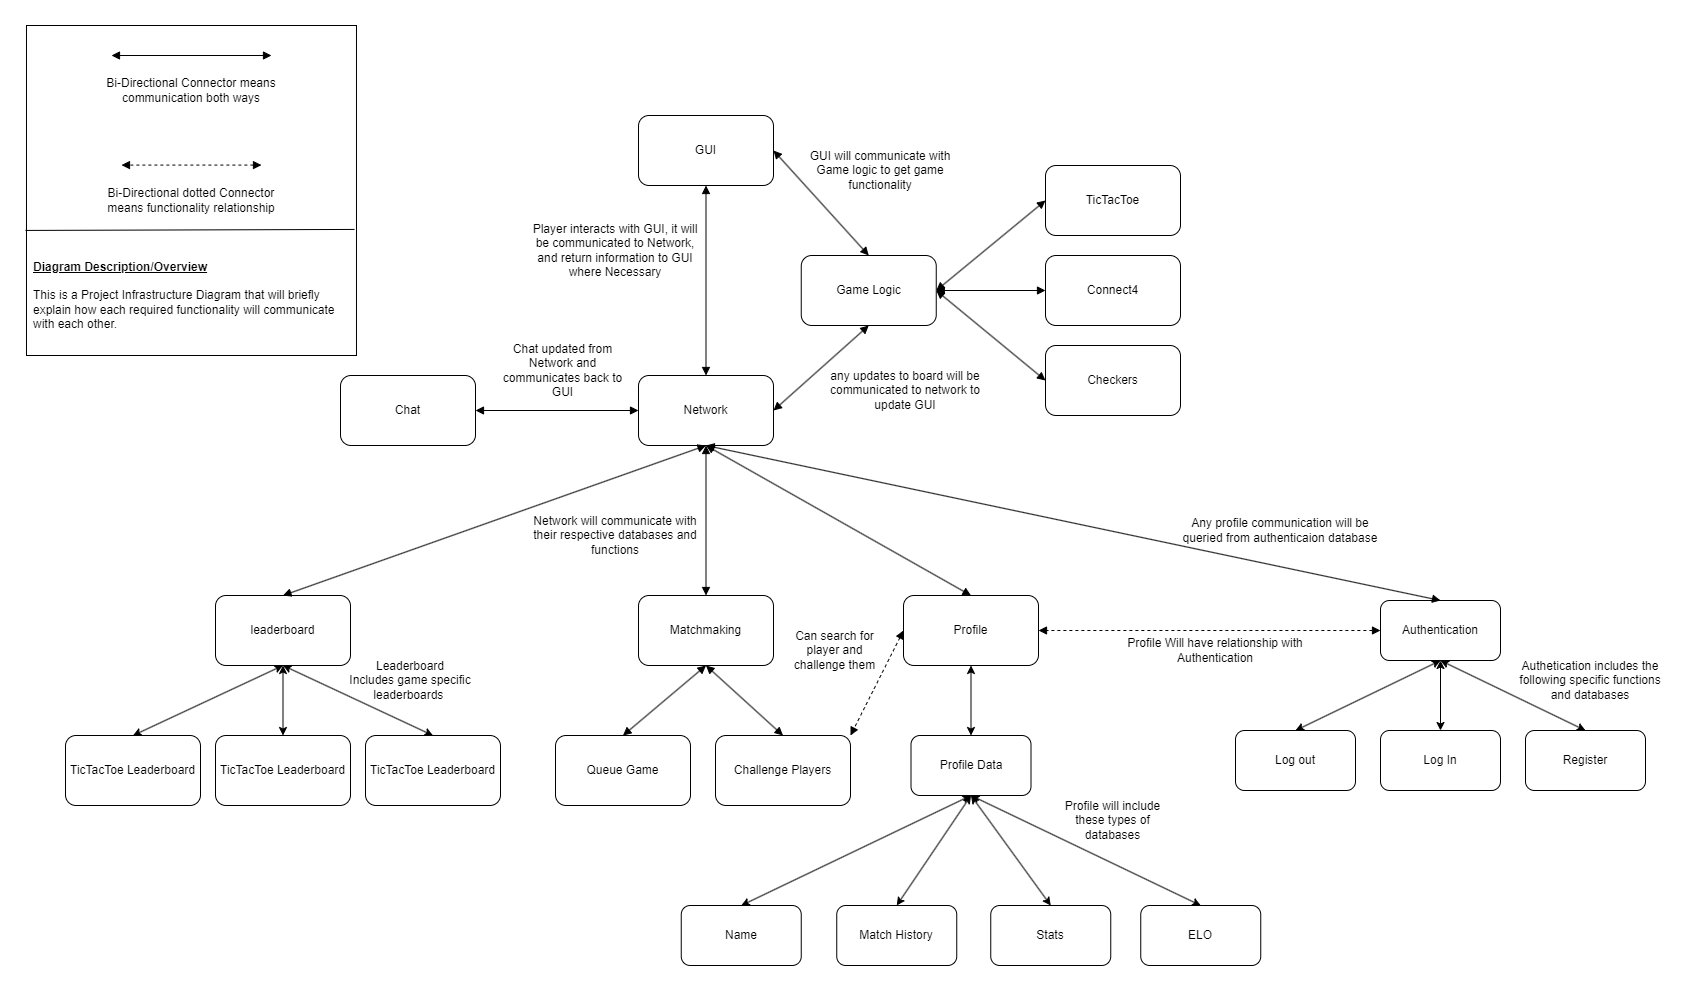 Bi-Directional Connector means
communication both ways
Bi-Directional dotted Connector
means functionality relationship
Diagram Description/Overview
This is a Project Infrastructure Diagram that will briefly
explain how each required functionality will communicate
with each other.
GUI
GUI will communicate with
Game logic to get game
functionality
TicTacToe
Player interacts with GUI, it will
be communicated to Network,
and return information to GUI
where Necessary
Game Logic
Connect4
Chat updated from
Network and
communicates back to
GUI
any updates to board will be
communicated to network to
update GUI
Checkers
Chat
Network
Network will communicate with
their respective databases and
functions
Any profile communication will be
queried from authenticaion database
leaderboard
Matchmaking
Can search for
player and
challenge them
Profile
Profile Will have relationship with
Authentication
Authentication
Leaderboard
Includes game specific
leaderboards
Authetication includes the
following specific functions
and databases
TicTacToe Leaderboard
TicTacToe Leaderboard
TicTacToe Leaderboard
Queue Game
Challenge Players
Profile Data
Log out
Log In
Register
Profile will include
these types of
databases
Name
Match History
Stats
ELO